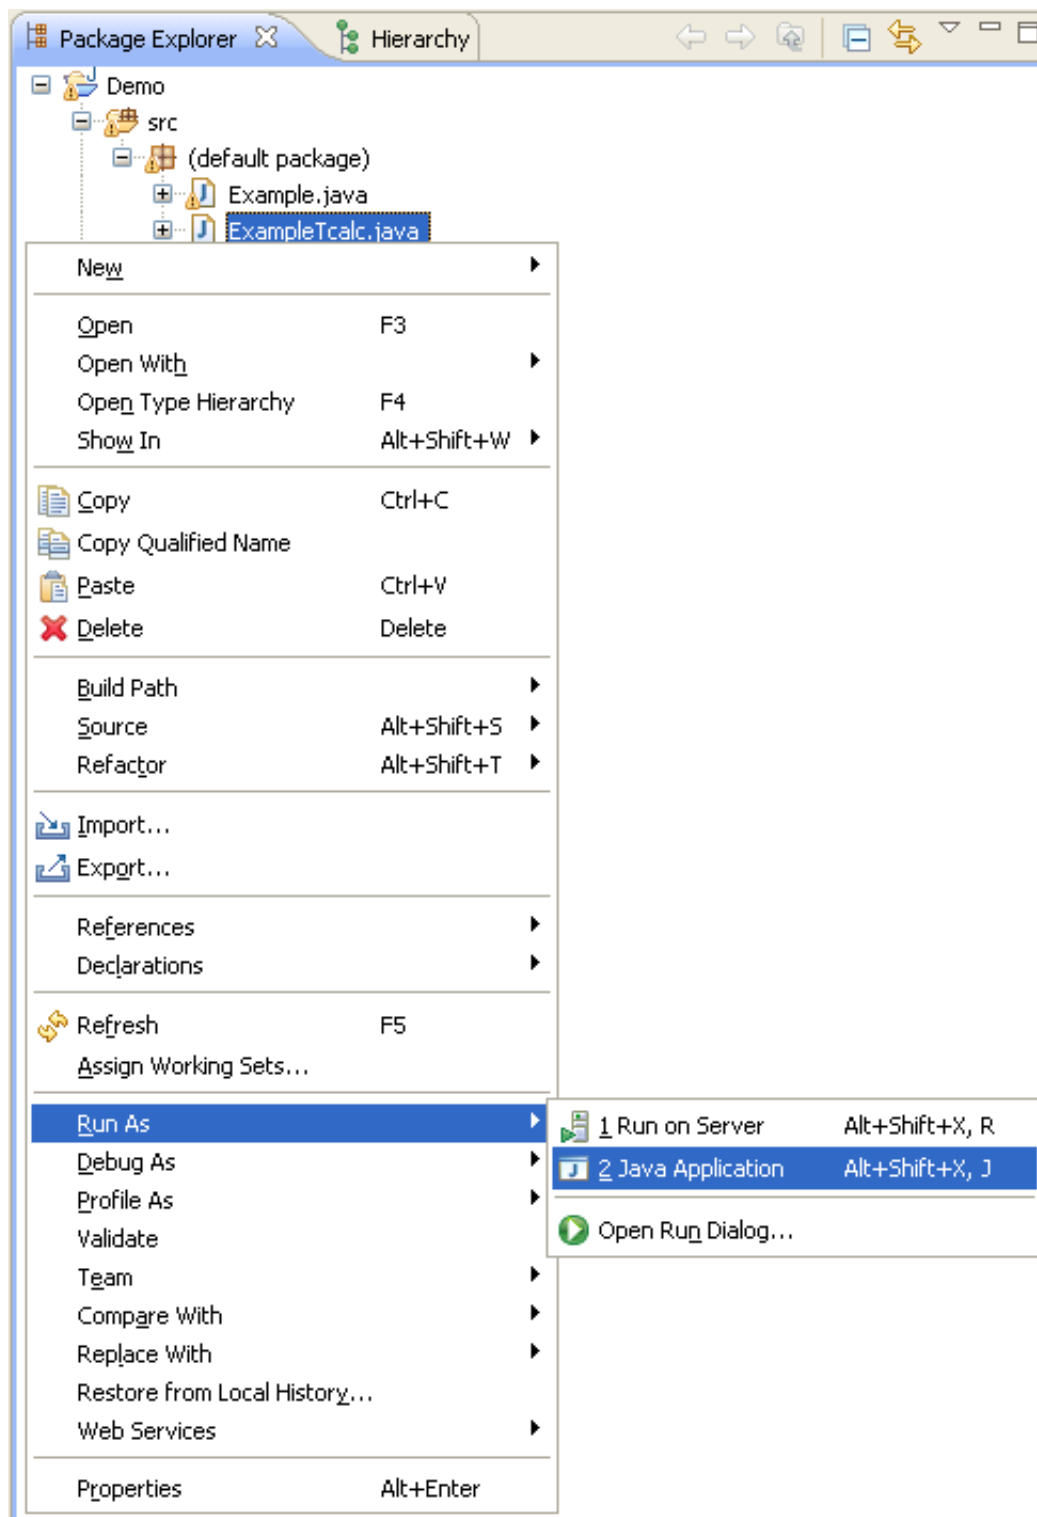 Package Explorer Hierarchy
Demo
src
(default package)
Example.java
ExampleTcalc.java
New
Open F3
Open With
Open Type Hierarchy F4
Show In Alt+Shift+W
Copy Ctrl+C
Copy Qualified Name
Paste Ctrl+V
Delete Delete
Build Path
Source Alt+Shift+S
Refactor Alt+Shift+T
Import...
Export...
References
Declarations
Refresh F5
Assign Working Sets...
Run As
1 Run on Server Alt+Shift+X, R
Debug As
2 Java Application Alt+Shift+X, J
Profile As
Validate
Open Run Dialog...
Team
Compare With
Replace With
Restore from Local History...
Web Services
Properties Alt+Enter